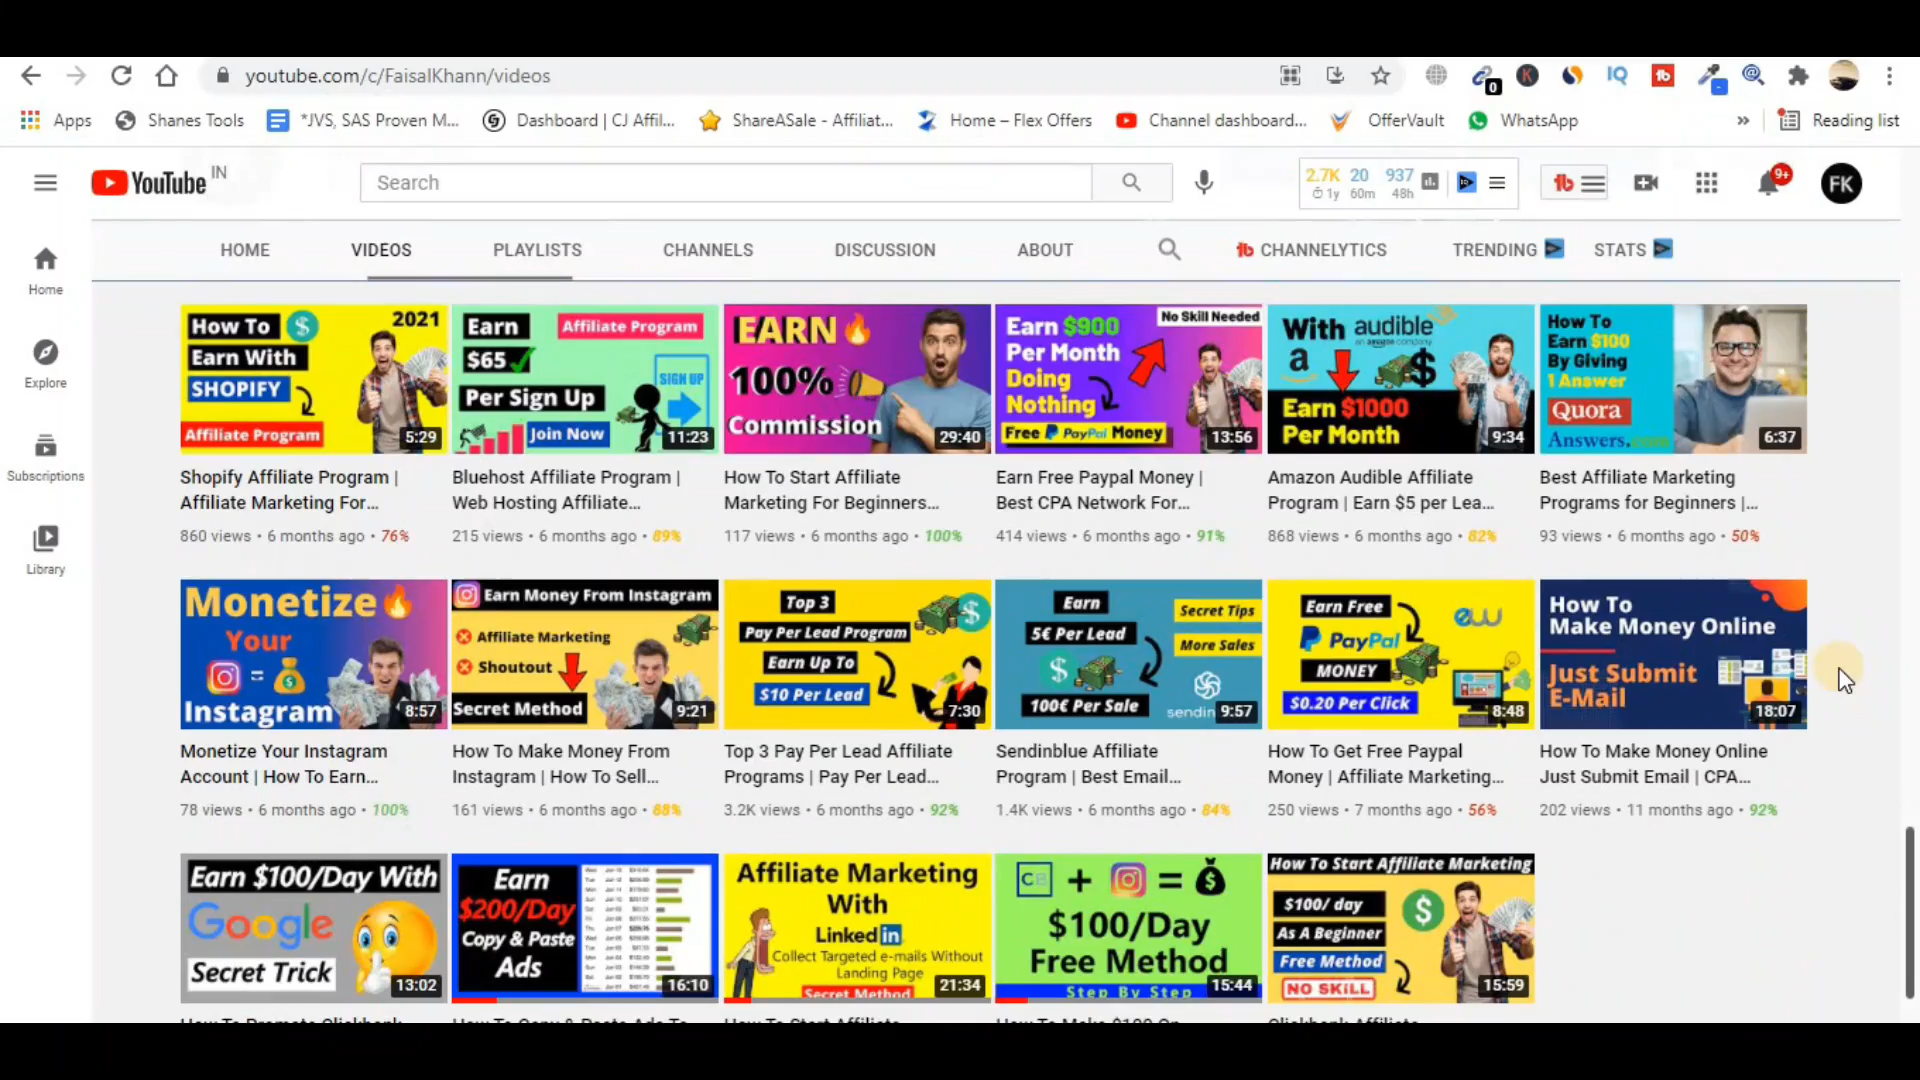 youtube.com/c/FaisalKhann/videos
0
K
IQ
Apps
Shanes Tools
*JVS, SAS Proven M...
Dashboard | CJ Affil...
ShareASale - Affiliat...
Home – Flex Offers
Channel dashboard...
OfferVault
WhatsApp
»
Reading list
YouTube IN
Search
2.7K 20 937
1y 60m 48h
9+
FK
HOME VIDEOS PLAYLISTS CHANNELS DISCUSSION ABOUT CHANNELYTICS TRENDING STATS
Home
Explore
Subscriptions
Library
How To
Earn With
SHOPIFY
2021
Affiliate Program
5:29
Shopify Affiliate Program |
Affiliate Marketing For...
860 views • 6 months ago • 76%
Earn
$65
Affiliate Program
Per Sign Up
SIGN UP
Join Now
11:23
Bluehost Affiliate Program |
Web Hosting Affiliate...
215 views • 6 months ago • 89%
EARN
100%
Commission
29:40
How To Start Affiliate
Marketing For Beginners...
117 views • 6 months ago • 100%
No Skill Needed
Earn $900
Per Month
Doing
Nothing
Free PayPal Money
13:56
Earn Free Paypal Money |
Best CPA Network For...
414 views • 6 months ago • 91%
With audible
an amazon company
a
Earn $1000
Per Month
9:34
Amazon Audible Affiliate
Program | Earn $5 per Lea...
868 views • 6 months ago • 82%
How To
Earn $100
By Giving
1 Answer
Quora
Answers.com
6:37
Best Affiliate Marketing
Programs for Beginners |...
93 views • 6 months ago • 50%
Monetize
Your
=
Instagram
8:57
Monetize Your Instagram
Account | How To Earn...
78 views • 6 months ago • 100%
Earn Money From Instagram
Affiliate Marketing
Shoutout
Secret Method
9:21
How To Make Money From
Instagram | How To Sell...
161 views • 6 months ago • 88%
Top 3
Pay Per Lead Program
Earn Up To
$10 Per Lead
7:30
Top 3 Pay Per Lead Affiliate
Programs | Pay Per Lead...
3.2K views • 6 months ago • 92%
Earn
5€ Per Lead
Secret Tips
More Sales
100€ Per Sale
sendin
9:57
Sendinblue Affiliate
Program | Best Email...
1.4K views • 6 months ago • 84%
Earn Free
PayPal
MONEY
$0.20 Per Click
8:48
How To Get Free Paypal
Money | Affiliate Marketing...
250 views • 7 months ago • 56%
How To
Make Money Online
Just Submit
E-Mail
18:07
How To Make Money Online
Just Submit Email | CPA...
202 views • 11 months ago • 92%
Earn $100/Day With
Google
Secret Trick
13:02
Earn
$200/Day
Copy & Paste
Ads
16:10
Affiliate Marketing
With
Linked in
Collect Targeted e-mails Without
Landing Page
Secret Method
21:34
CB + =
$100/Day
Free Method
Step By Step
15:44
How To Start Affiliate Marketing
$100/ day
As A Beginner
Free Method
NO SKiLL
15:59